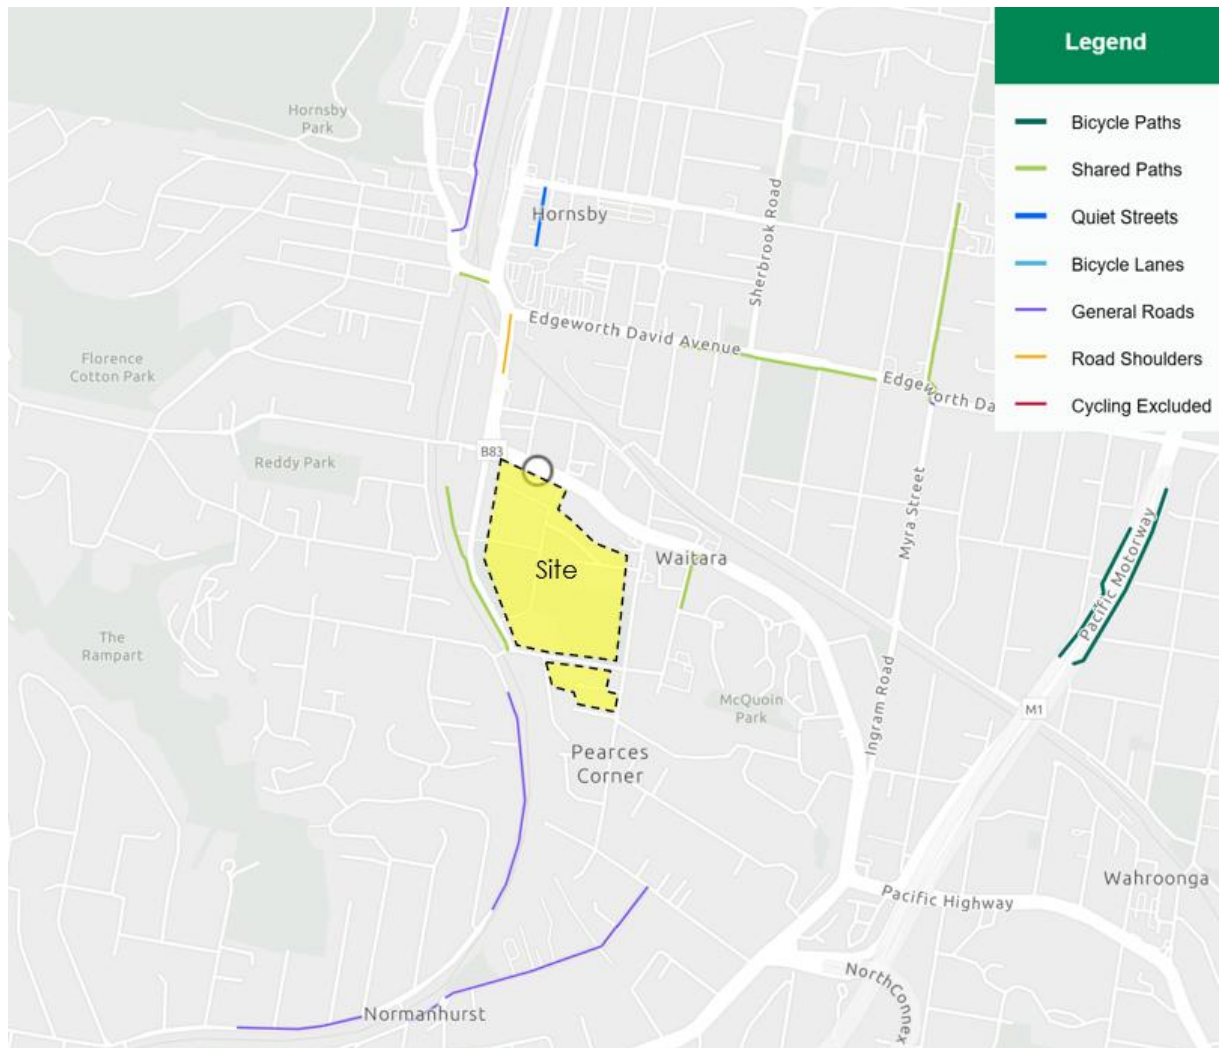 Legend
Bicycle Paths
Shared Paths
Quiet Streets
Bicycle Lanes
General Roads
Road Shoulders
Cycling Excluded
Hornsby
Park
Hornsby
Sherbrook Road
Edgeworth David Avenue
Edgeworth Da
Florence
Cotton Park
B83
Reddy Park
Site
Waitara
Myra Street
Pacific Motorway
The
Rampart
McQuoin
Park
Ingram Road
M1
Pearces
Corner
Wahroonga
Pacific Highway
NorthConnex
Normanhurst